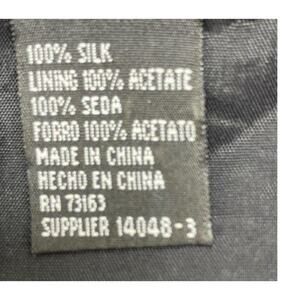 100% SILK
LINING 100% ACETATE
100% SEDA
FORRO 100% ACETATO
MADE IN CHINA
HECHO EN CHINA
RN 73163
SUPPLIER 14048-3